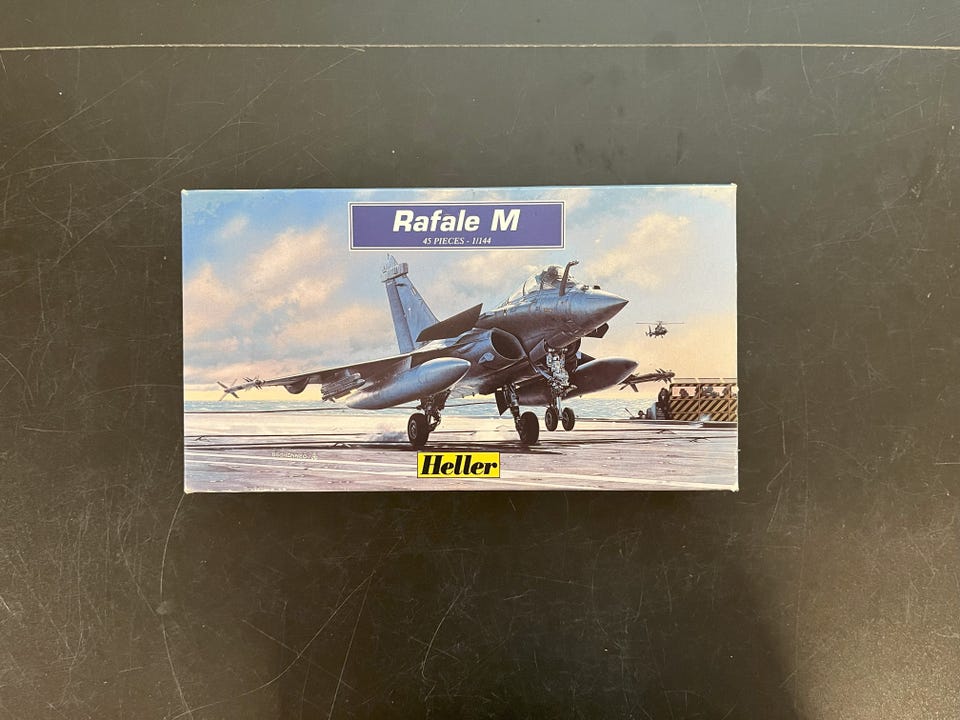 Rafale M
45 PIECES - 1/144
Heller